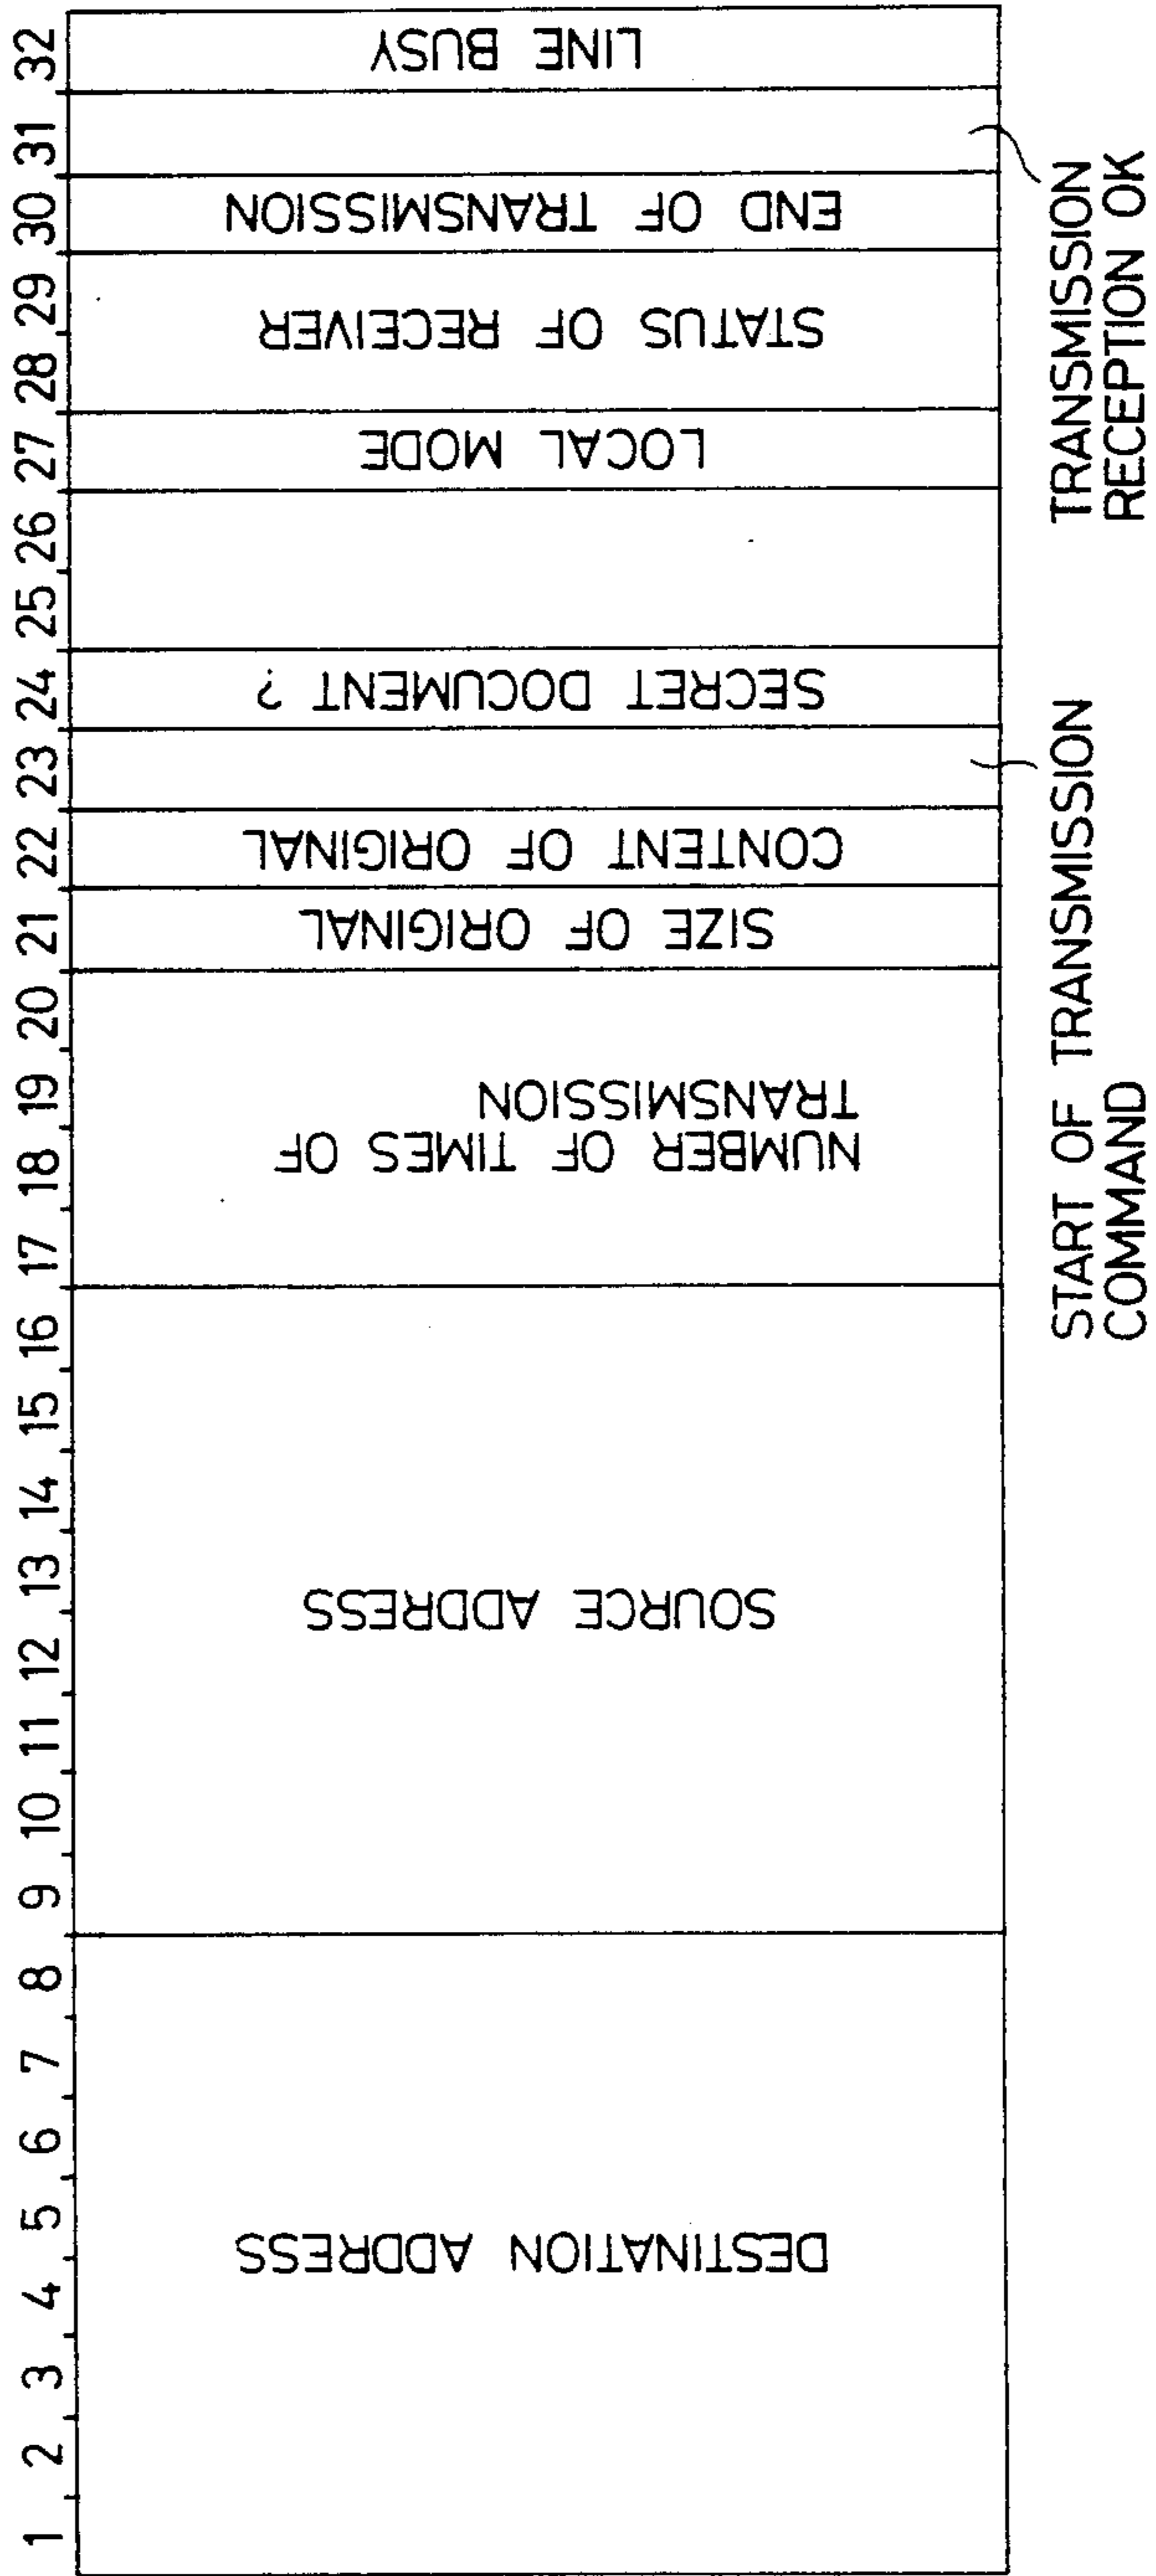 1 2 3 4 5 6 7 8 9 10 11 12 13 14 15 16 17 18 19 20 21 22 23 24 25 26 27 28 29 30 31 32
DESTINATION ADDRESS
SOURCE ADDRESS
NUMBER OF TIMES OF
TRANSMISSION
SIZE OF ORIGINAL
CONTENT OF ORIGINAL
SECRET DOCUMENT ?
LOCAL MODE
STATUS OF RECEIVER
END OF TRANSMISSION
LINE BUSY
START OF TRANSMISSION
COMMAND
TRANSMISSION
RECEPTION OK